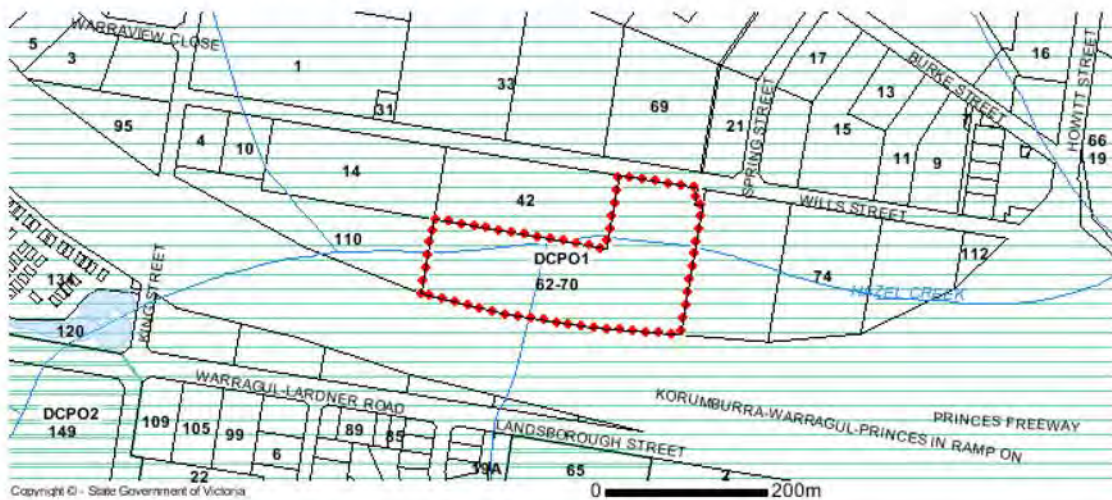 WARRAVIEW CLOSE
5
3
1
31
33
69
21
SPRING STREET
17
13
15
11
9
BURKE STREET
16
HOWITT STREET
66
19
95
4
10
14
42
WILLS STREET
110
DCPO1
62-70
74
112
HAZEL CREEK
134
120
KING STREET
WARRAGUL-LARDNER ROAD
KORUMBURRA-WARRAGUL-PRINCES IN RAMP ON
PRINCES FREEWAY
DCPO2
149
109
105
99
6
22
89
85
LANDSBOROUGH STREET
39A
65
2
Copyright © - State Government of Victoria
0 200m